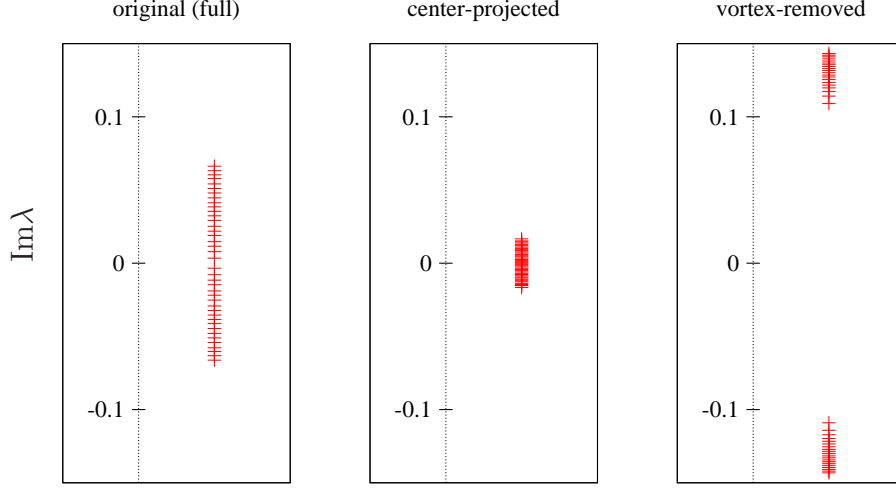 original (full) center-projected vortex-removed
0.1 0.1 0.1
Imλ 0 0 0
-0.1 -0.1 -0.1